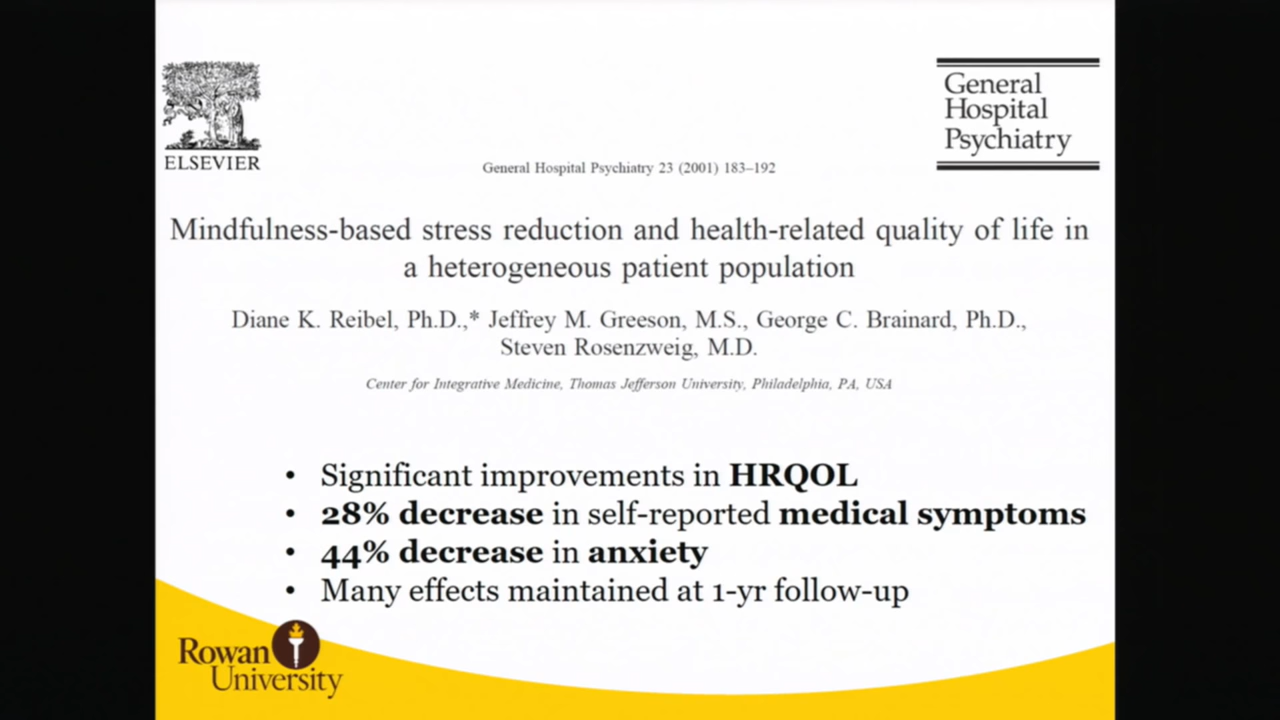 ELSEVIER
General
Hospital
Psychiatry
General Hospital Psychiatry 23 (2001) 183–192
Mindfulness-based stress reduction and health-related quality of life in
a heterogeneous patient population
Diane K. Reibel, Ph.D.,* Jeffrey M. Greeson, M.S., George C. Brainard, Ph.D.,
Steven Rosenzweig, M.D.
Center for Integrative Medicine, Thomas Jefferson University, Philadelphia, PA, USA
• Significant improvements in HRQOL
• 28% decrease in self-reported medical symptoms
• 44% decrease in anxiety
• Many effects maintained at 1-yr follow-up
Rowan
University